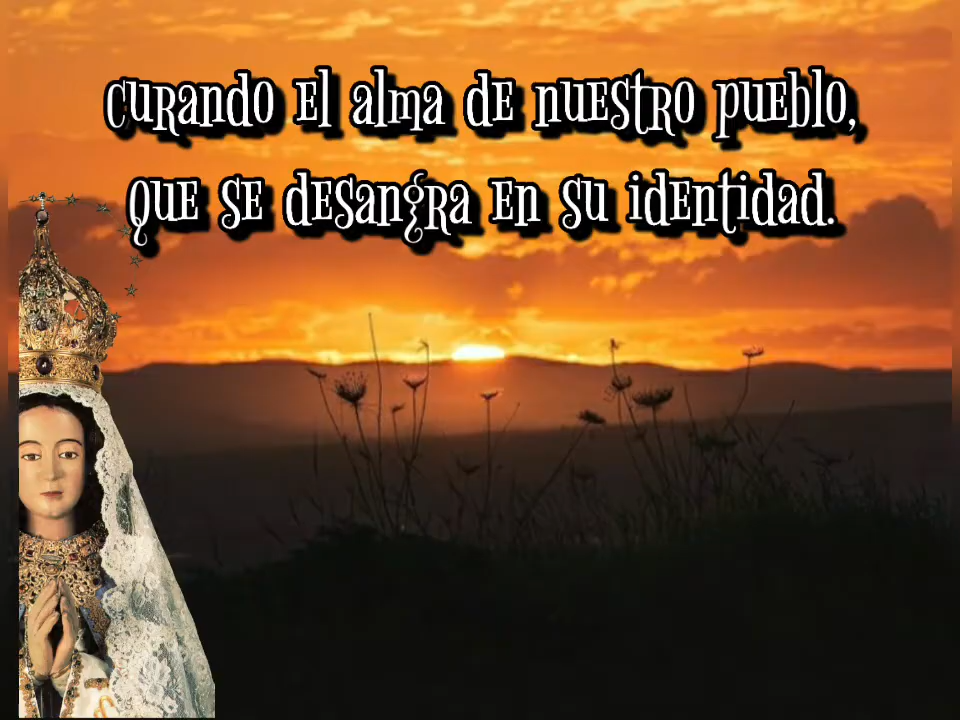 curando el alma de nuestro pueblo,
que se desangra en su identidad.